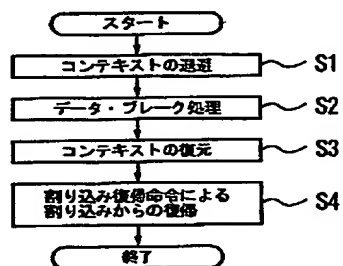 スタート
コンテキストの退避
S1
データ・ブレーク処理
S2
コンテキストの復元
S3
割り込み復帰命令による
割り込みからの復帰
S4
終了